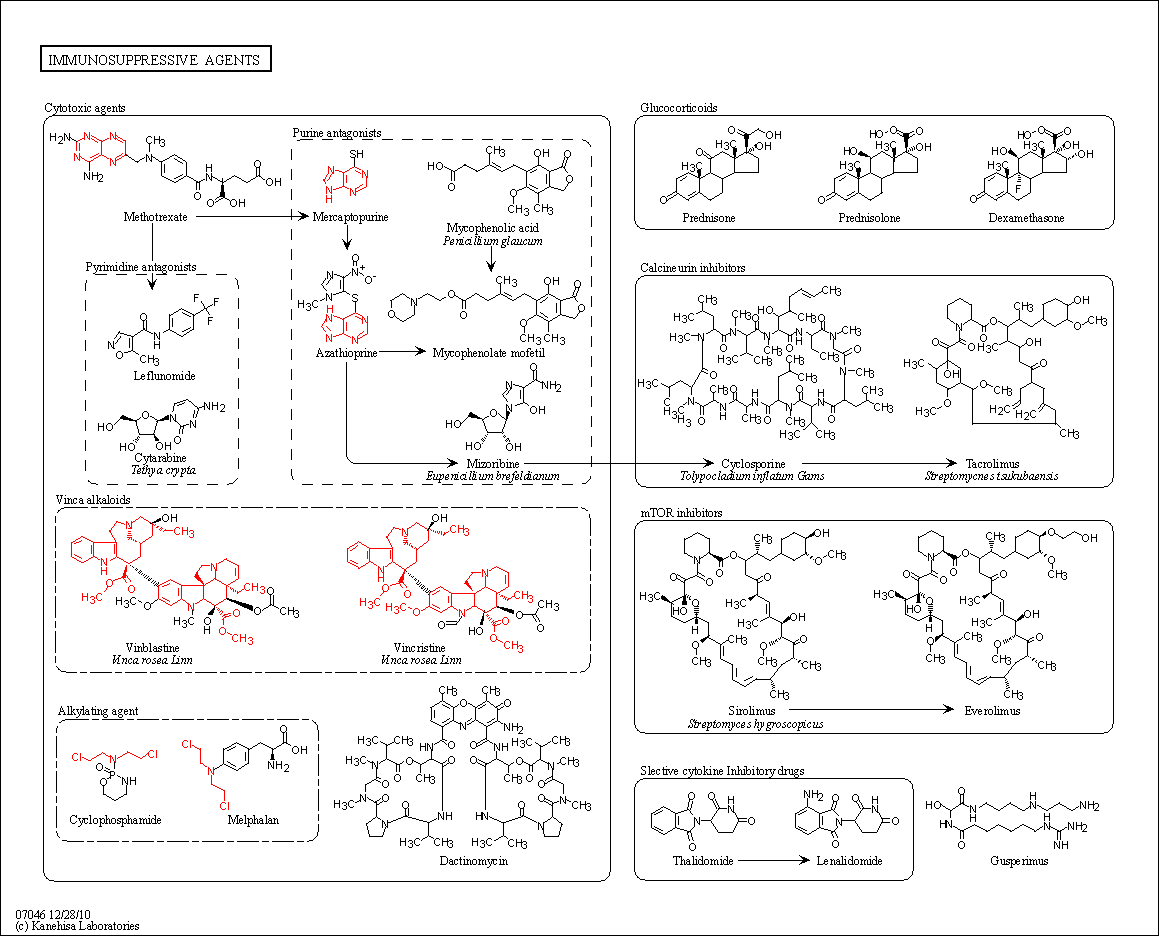 IMMUNOSUPPRESSIVE AGENTS
Cytotoxic agents
Methotrexate
Pyrimidine antagonists
Leflunomide
Cytarabine
Tethya crypta
Purine antagonists
Mercaptopurine
Mycophenolic acid
Penicillium glaucum
Azathioprine
Mycophenolate mofetil
Mizoribine
Eupenicillium brefeldianum
Vinca alkaloids
Vinblastine
Vinca rosea Linn
Vincristine
Vinca rosea Linn
Alkylating agent
Cyclophosphamide
Melphalan
Dactinomycin
Glucocorticoids
Prednisone
Prednisolone
Dexamethasone
Calcineurin inhibitors
Cyclosporine
Tolypocladium inflatum Gams
Tacrolimus
Streptomycnes tsukubaensis
mTOR inhibitors
Sirolimus
Streptomyces hygroscopicus
Everolimus
Slective cytokine Inhibitory drugs
Thalidomide
Lenalidomide
Gusperimus
07046 12/28/10
(c) Kanehisa Laboratories